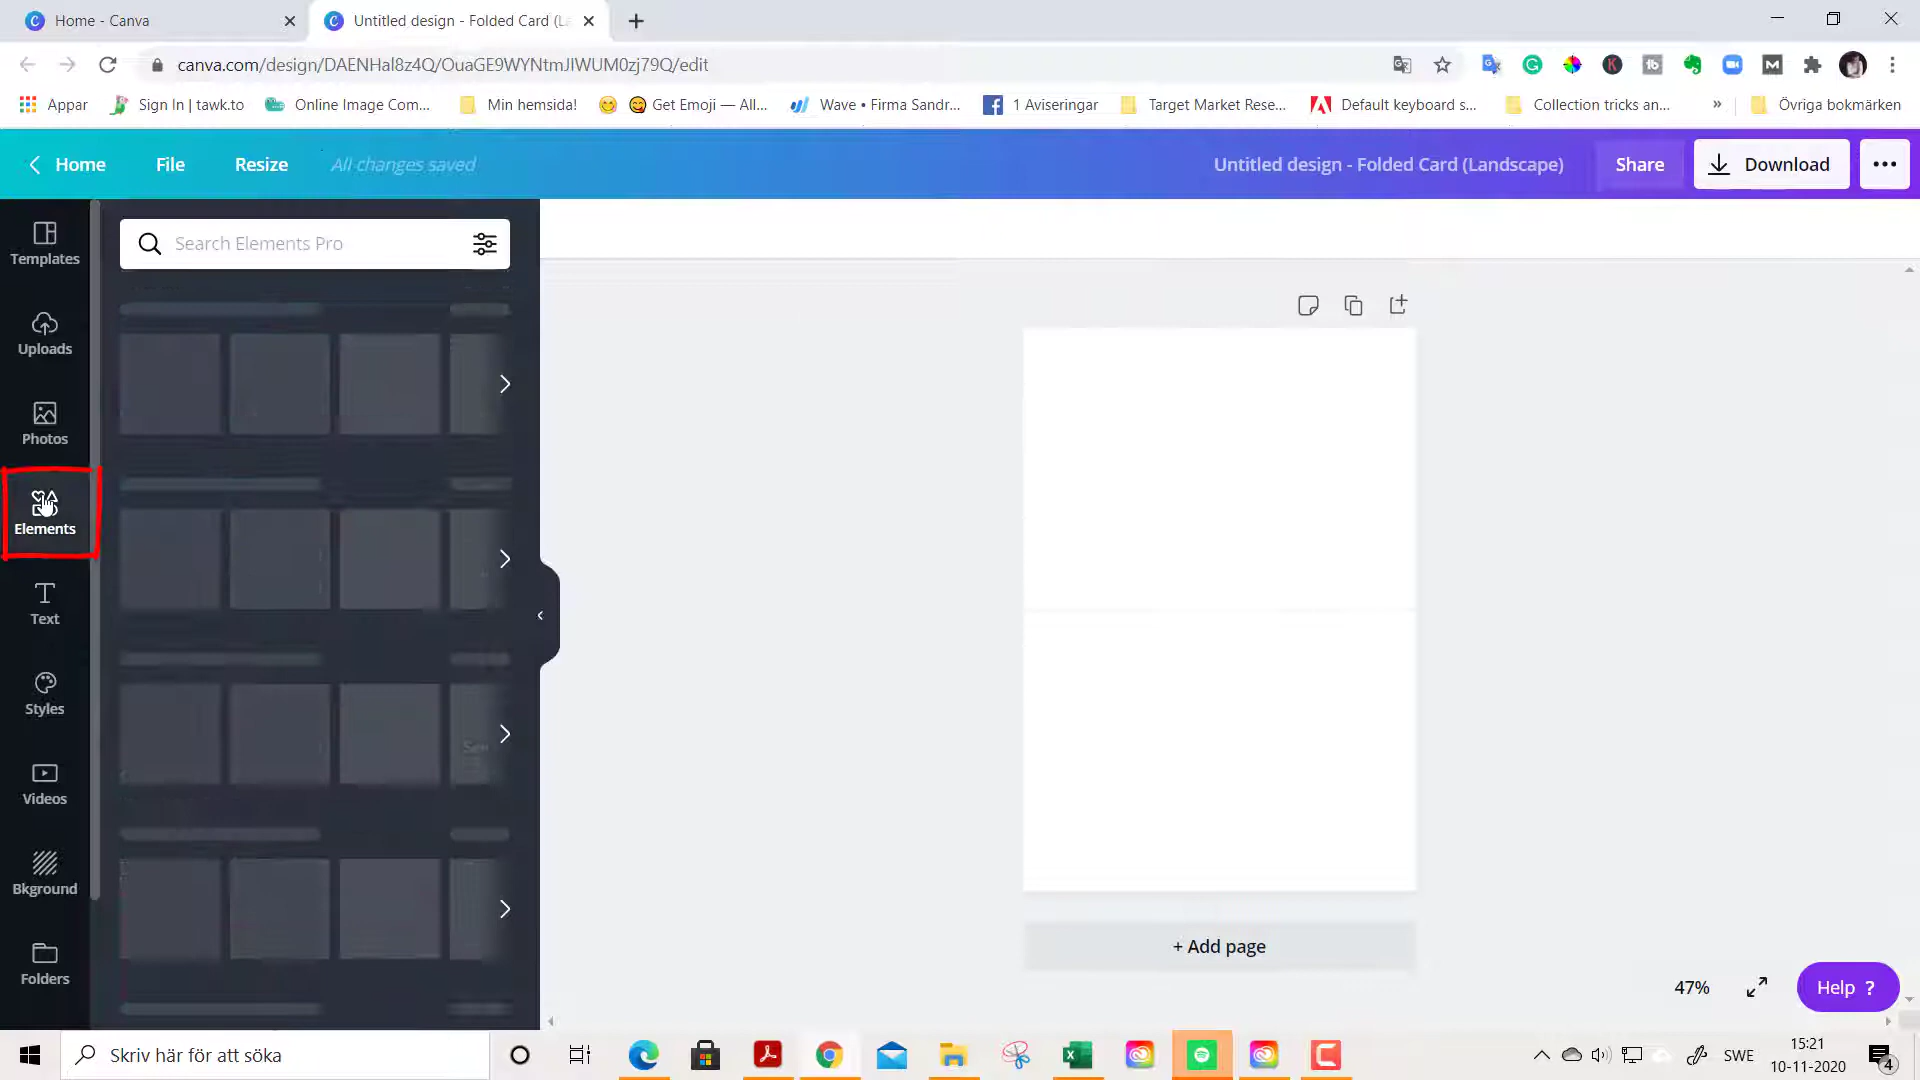 Home - Canva
Untitled design - Folded Card (L
canva.com/design/DAENHal8z4Q/OuaGE9WYNtmJIWUM0zj79Q/edit
Appar
Sign In | tawk.to
Online Image Com...
Min hemsida!
Get Emoji — All...
Wave • Firma Sandr...
1 Aviseringar
Target Market Rese...
Default keyboard s...
Collection tricks an...
»
Övriga bokmärken
Home
File
Resize
All changes saved
Untitled design - Folded Card (Landscape)
Share
Download
Templates
Search Elements Pro
Uploads
Photos
Elements
Text
Styles
Videos
Bkground
Folders
+ Add page
47%
Help ?
Skriv här för att söka
SWE
15:21
10-11-2020
4